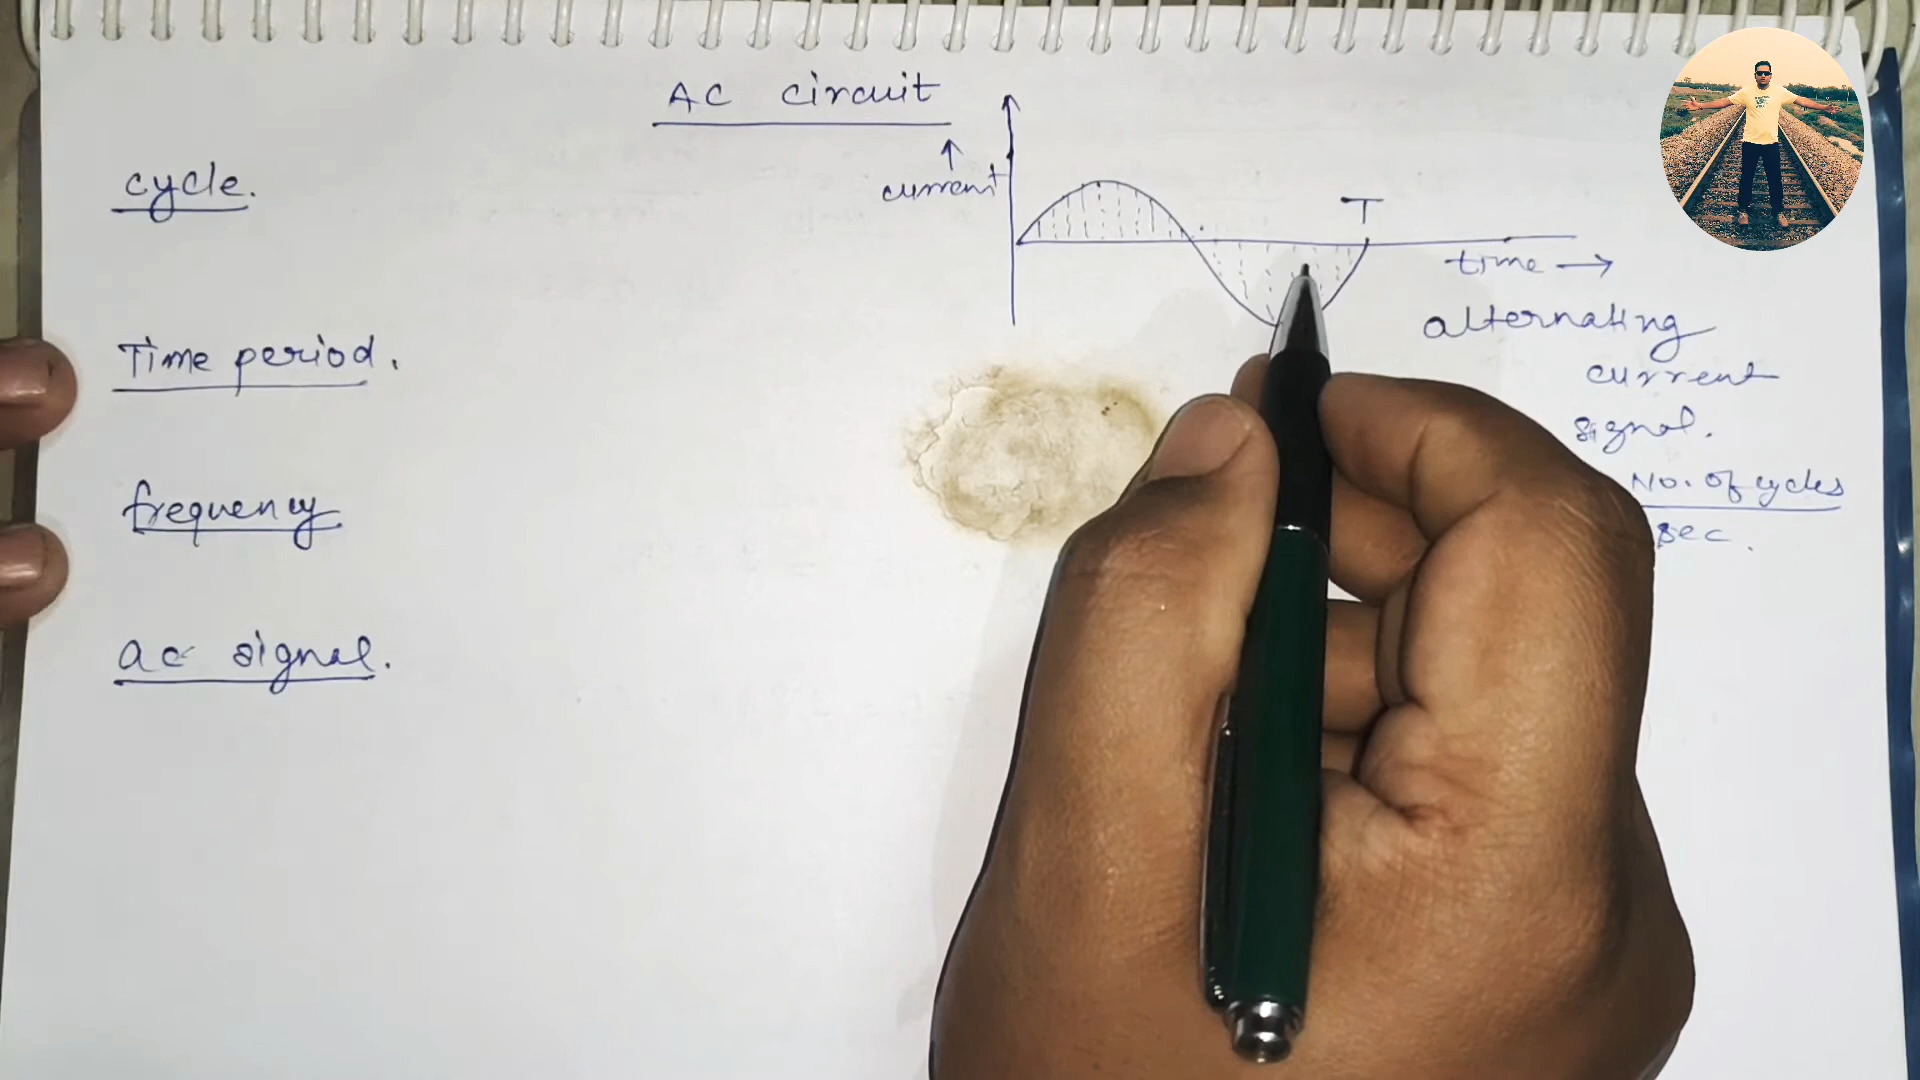 AC circuit
cycle.
↑
current
T
time →
alternating
current
signal.
Time period.
No. of cycles
sec.
frequency
ac signal.